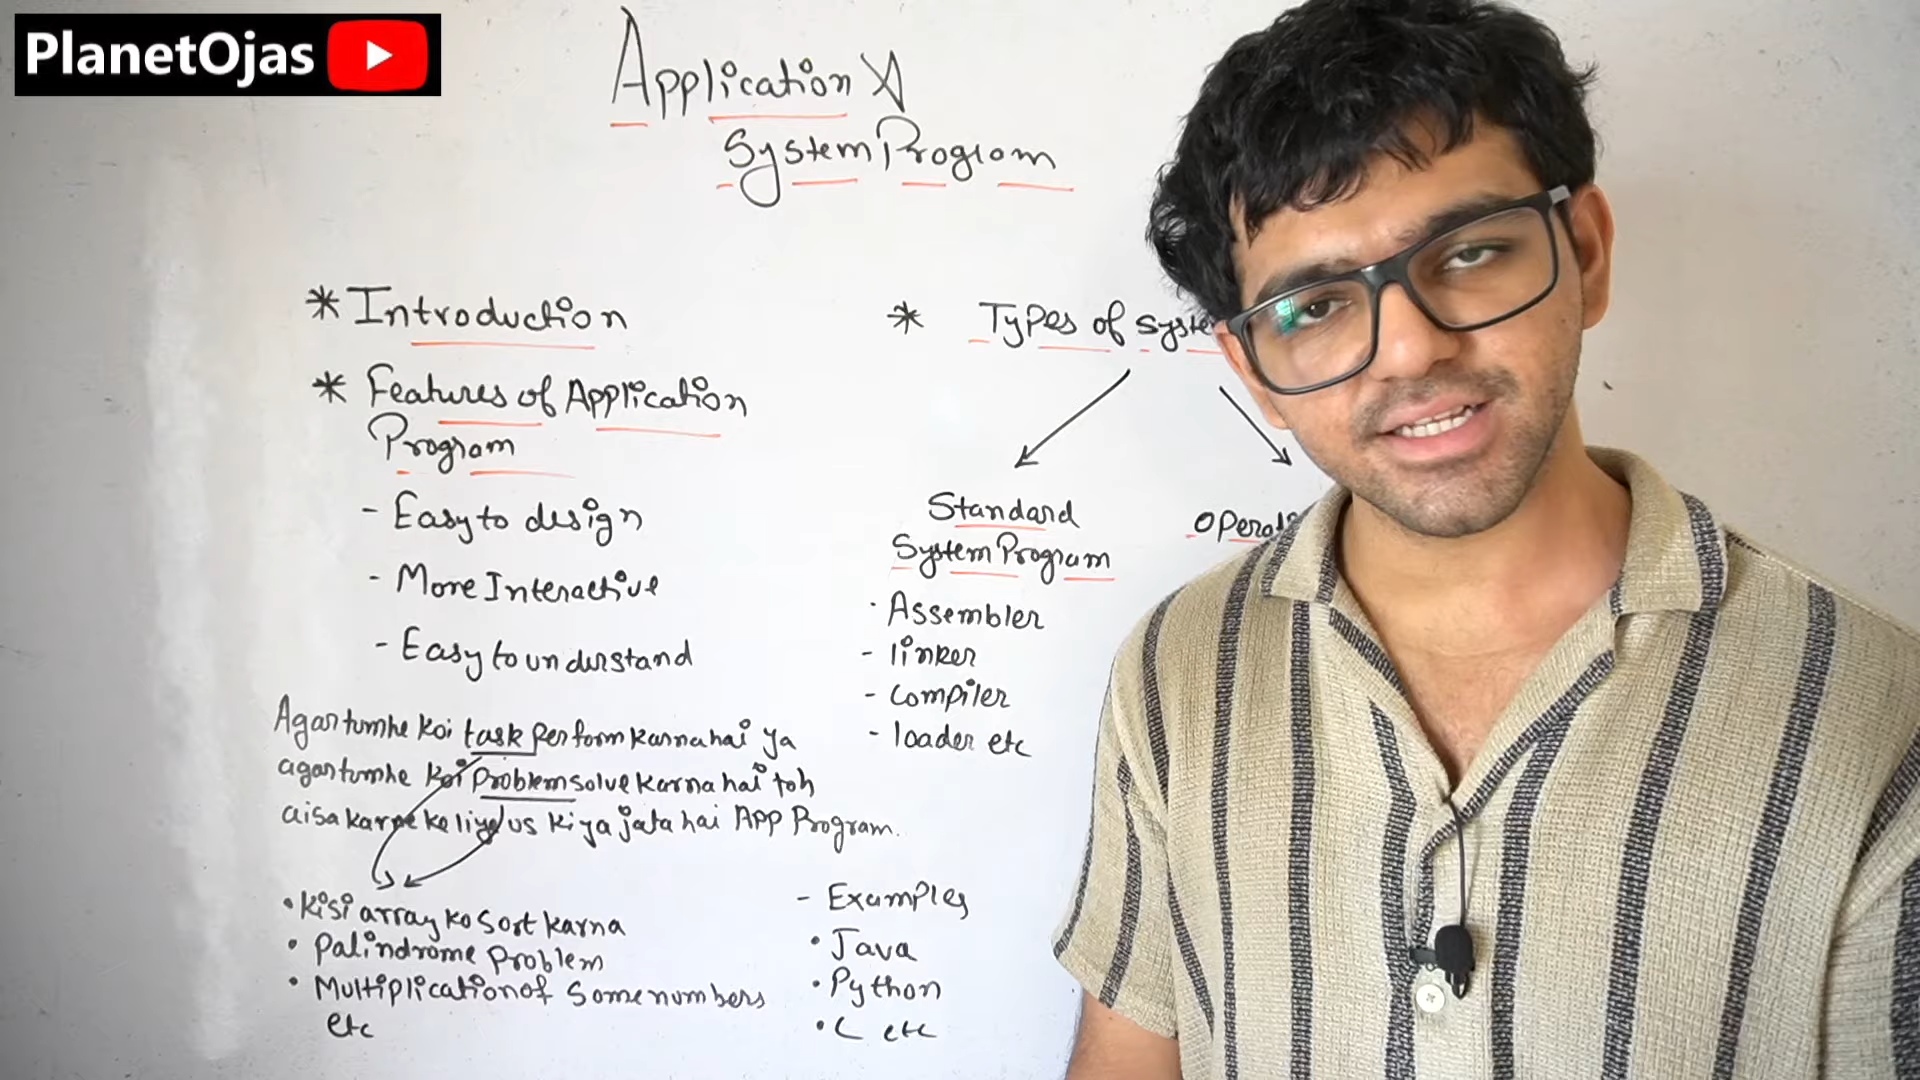 PlanetOjas
Application &
System Program
* Introduction
* Features of Application
Program
- Easy to design
- More Interactive
- Easy to understand
Agar tumhe koi task perform karna hai ya
agar tumhe koi problem solve karna hai toh
aisa karne ke liye us kiya jata hai APP Program.
• Kisi array ko sort karna
• Palindrome Problem
• Multiplication of some numbers
etc
- Examples
• Java
• Python
• C etc
* Types of Syste
Standard
System Program
· Assembler
- linker
- compiler
- loader etc
Operati